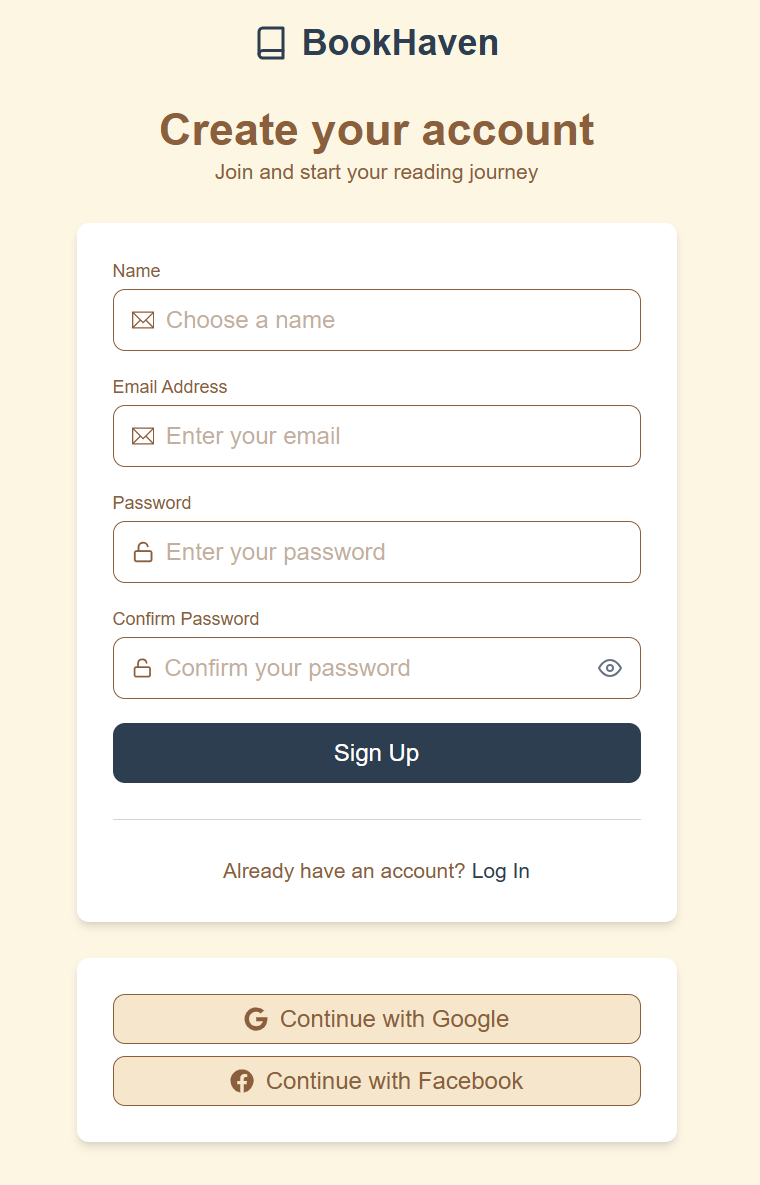 BookHaven
Create your account
Join and start your reading journey
Name
Choose a name
Email Address
Enter your email
Password
Enter your password
Confirm Password
Confirm your password
Sign Up
Already have an account? Log In
Continue with Google
Continue with Facebook